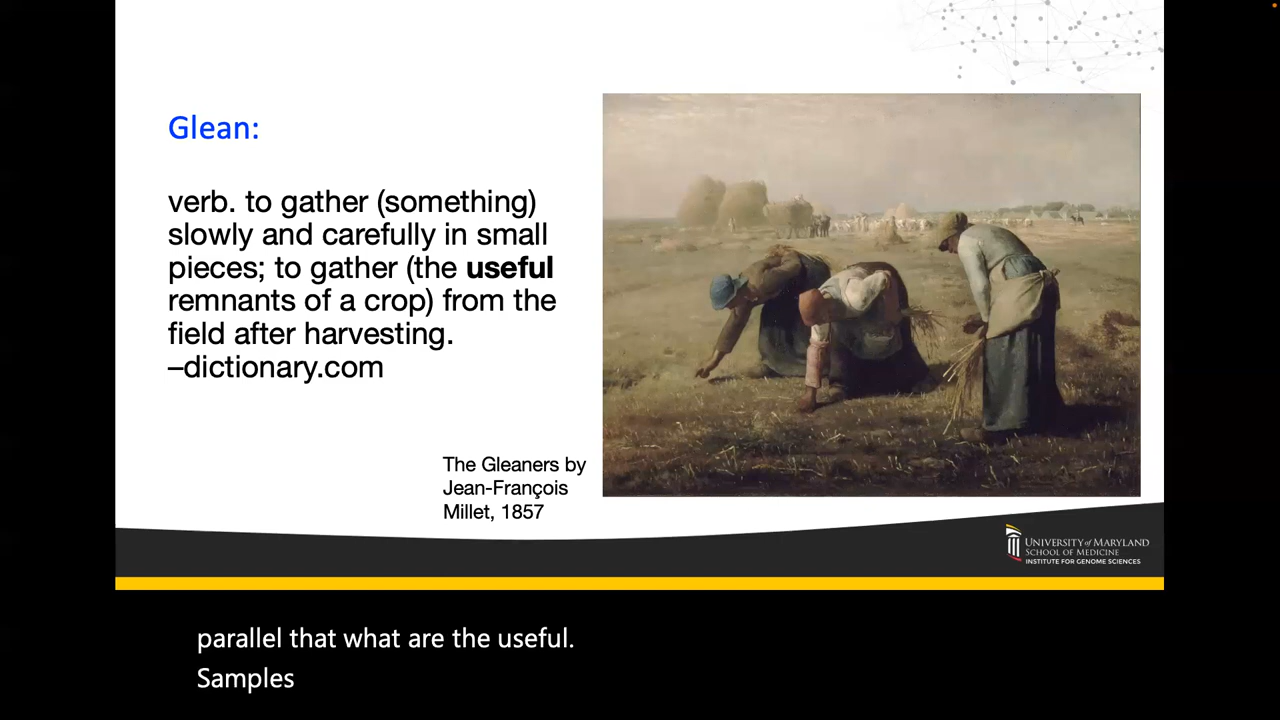 Glean:
verb. to gather (something)
slowly and carefully in small
pieces; to gather (the useful
remnants of a crop) from the
field after harvesting.
–dictionary.com
The Gleaners by
Jean-François
Millet, 1857
UNIVERSITY of MARYLAND
SCHOOL OF MEDICINE
INSTITUTE FOR GENOME SCIENCES
parallel that what are the useful.
Samples